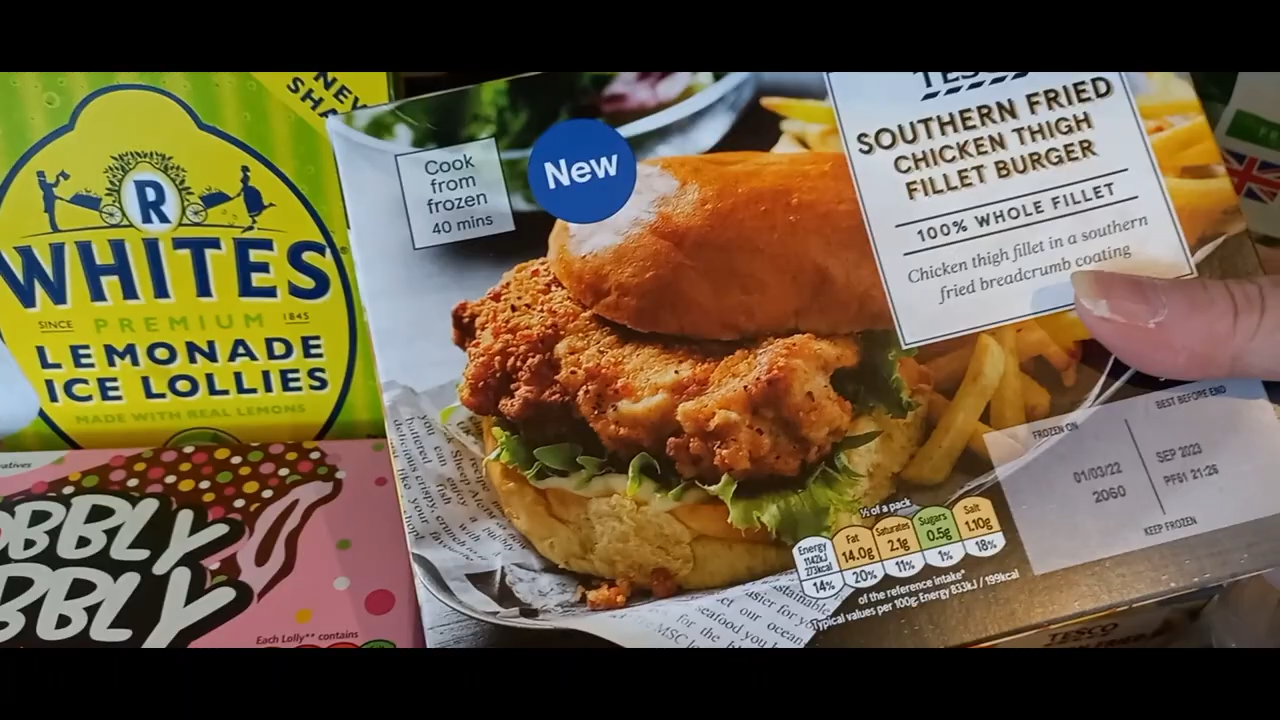 NEW
R
WHITES
SINCE 1845
PREMIUM
LEMONADE
ICE LOLLIES
MADE WITH REAL LEMONS
BBLY
BBLY
Each Lolly** contains
Cook
from
frozen
40 mins
New
TESCO
SOUTHERN FRIED
CHICKEN THIGH
FILLET BURGER
100% WHOLE FILLET
Chicken thigh fillet in a southern
fried breadcrumb coating
FROZEN ON
01/03/22
2060
BEST BEFORE END
SEP 2023
PF51 21:26
KEEP FROZEN
½ of a pack
Energy 1142kJ 273kcal 14%
Fat 14.0g 20%
Saturates 2.1g 11%
Sugars 0.5g 1%
Salt 1.10g 18%
of the reference intake*
Typical values per 100g: Energy 833kJ / 199kcal
TESCO